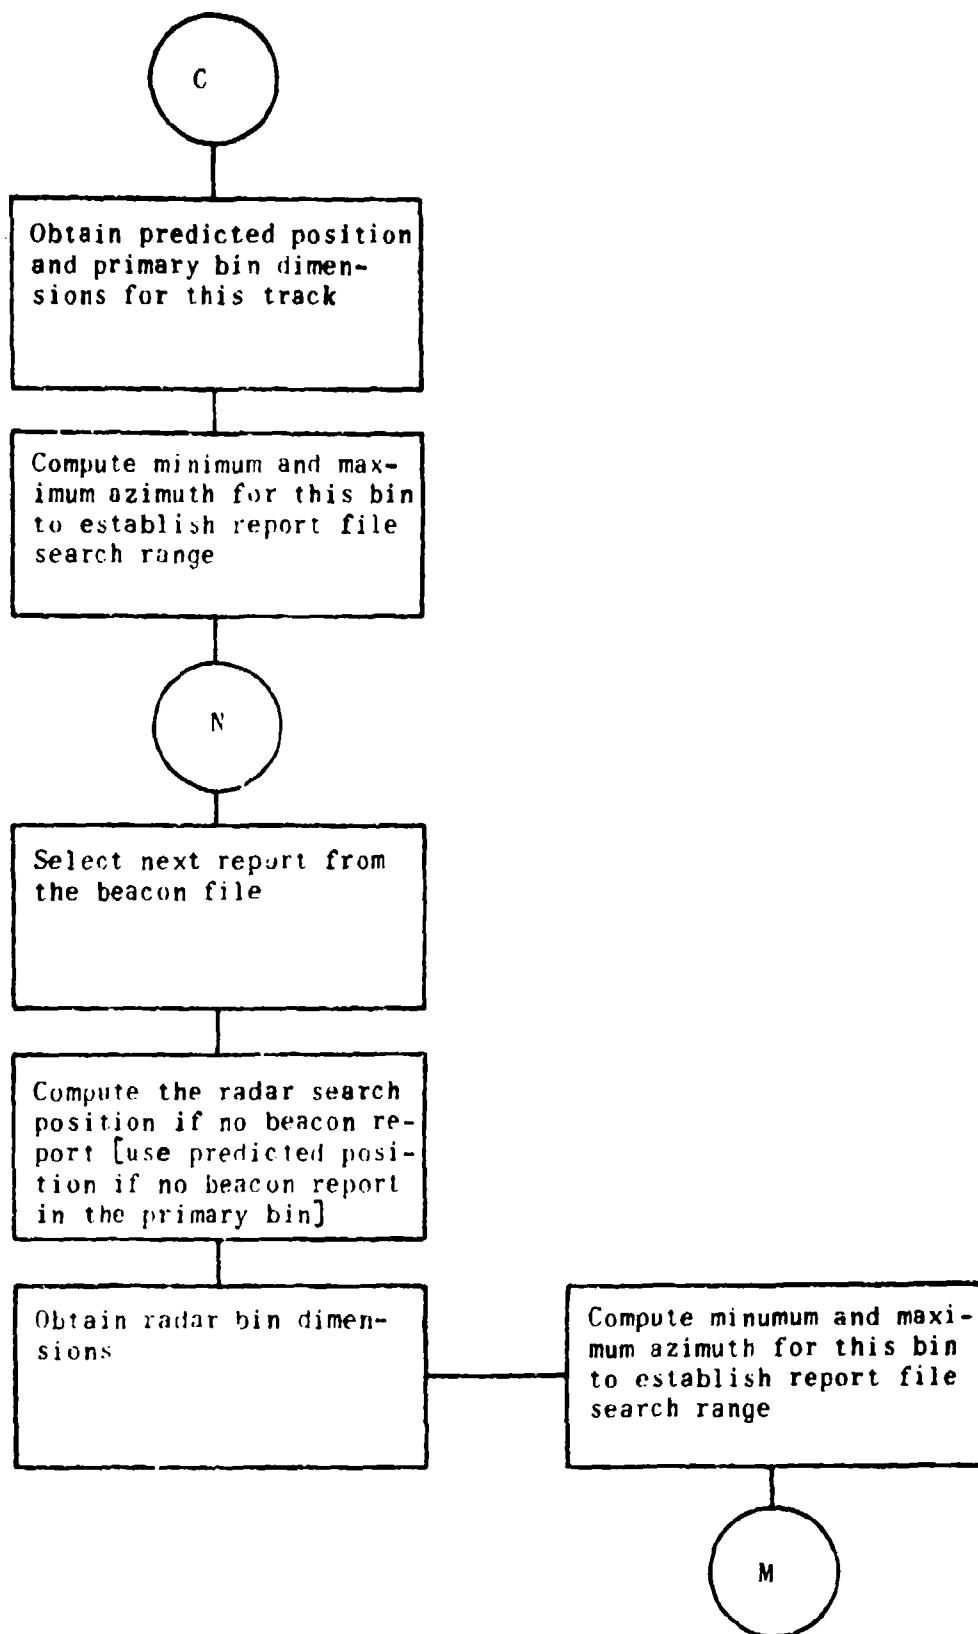 C
Obtain predicted position
and primary bin dimen-
sions for this track
Compute minimum and max-
imum azimuth for this bin
to establish report file
search range
N
Select next report from
the beacon file
Compute the radar search
position if no beacon re-
port [use predicted posi-
tion if no beacon report
in the primary bin]
Obtain radar bin dimen-
sions
Compute minumum and maxi-
mum azimuth for this bin
to establish report file
search range
M